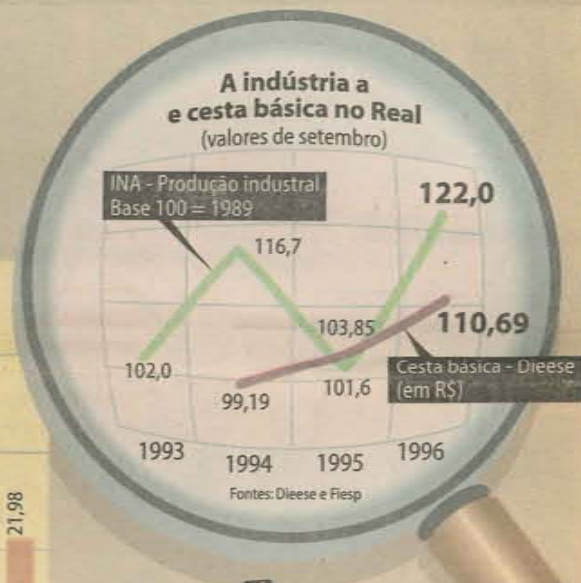 A indústria a
e cesta básica no Real
(valores de setembro)
INA - Produção industral
Base 100 = 1989
122,0
116,7
103,85
110,69
102,0
Cesta básica - Dieese
(em R$)
99,19
101,6
1993 1994 1995 1996
Fontes: Dieese e Fiesp
21,98